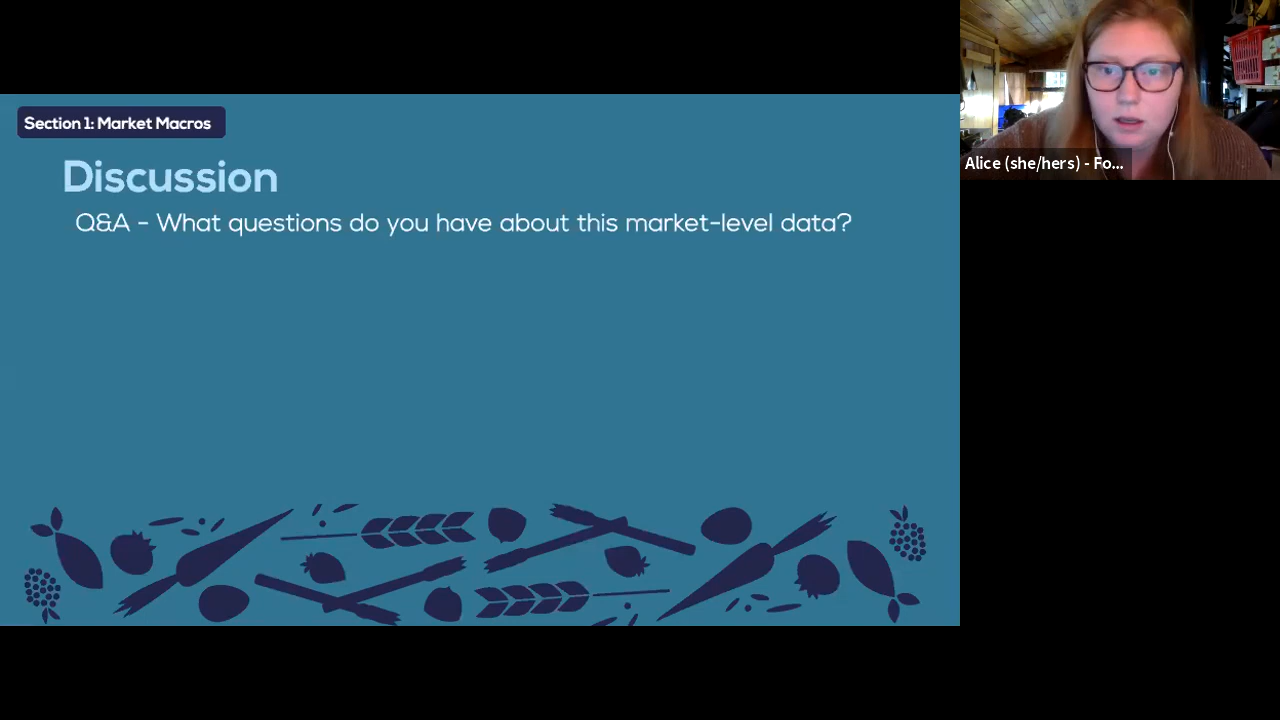 Section 1: Market Macros
Discussion
Q&A - What questions do you have about this market-level data?
Alice (she/hers) - Fo...